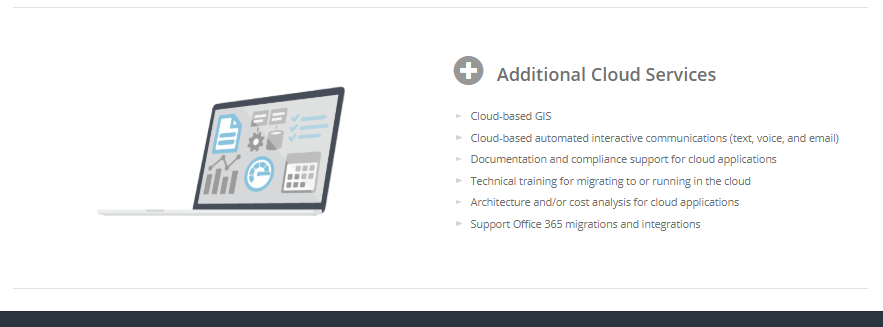 Additional Cloud Services
Cloud-based GIS
Cloud-based automated interactive communications (text, voice, and email)
Documentation and compliance support for cloud applications
Technical training for migrating to or running in the cloud
Architecture and/or cost analysis for cloud applications
Support Office 365 migrations and integrations